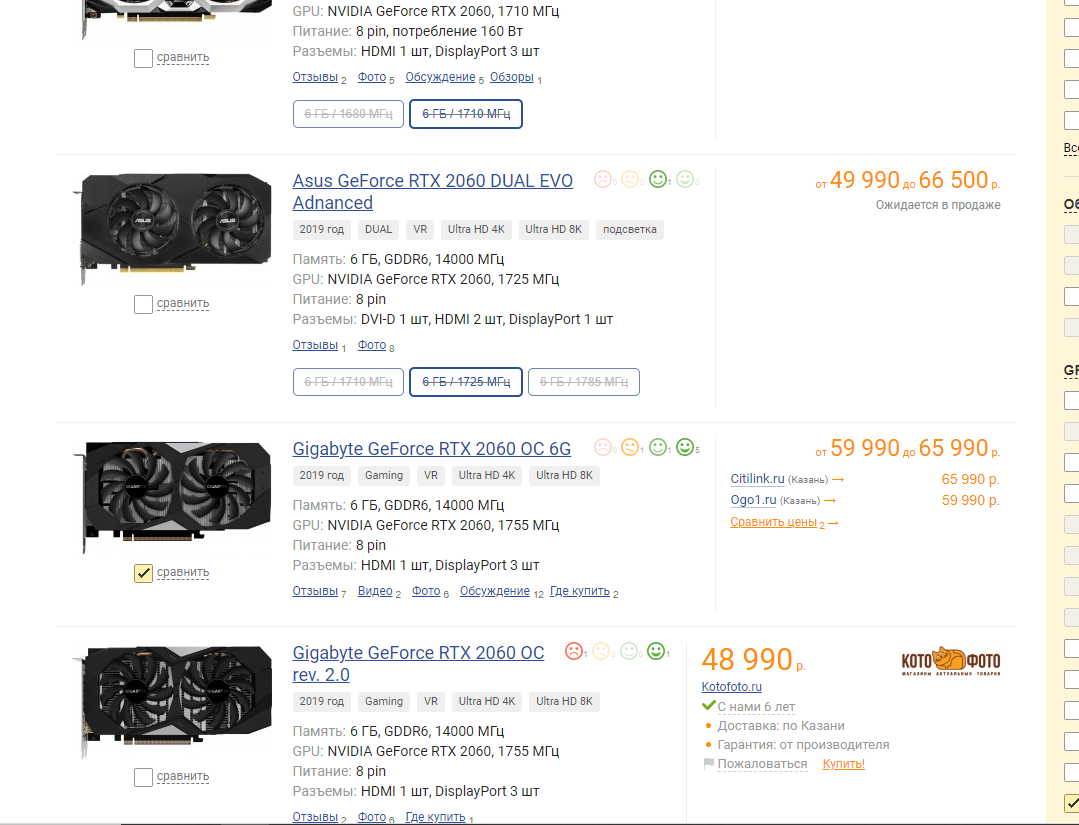 GPU: NVIDIA GeForce RTX 2060, 1710 МГц
Питание: 8 pin, потребление 160 Вт
Разъемы: HDMI 1 шт, DisplayPort 3 шт
сравнить
Отзывы 2 Фото 5 Обсуждение 5 Обзоры 1
6 ГБ / 1680 МГц 6 ГБ / 1710 МГц
Asus GeForce RTX 2060 DUAL EVO
Adnanced
0 0 1 0
от 49 990 до 66 500 р.
Ожидается в продаже
2019 год DUAL VR Ultra HD 4K Ultra HD 8K подсветка
Память: 6 ГБ, GDDR6, 14000 МГц
GPU: NVIDIA GeForce RTX 2060, 1725 МГц
Питание: 8 pin
Разъемы: DVI-D 1 шт, HDMI 2 шт, DisplayPort 1 шт
сравнить
Отзывы 1 Фото 8
6 ГБ / 1710 МГц 6 ГБ / 1725 МГц 6 ГБ / 1785 МГц
Gigabyte GeForce RTX 2060 OC 6G
0 1 1 5
от 59 990 до 65 990 р.
2019 год Gaming VR Ultra HD 4K Ultra HD 8K
Память: 6 ГБ, GDDR6, 14000 МГц
GPU: NVIDIA GeForce RTX 2060, 1755 МГц
Питание: 8 pin
Разъемы: HDMI 1 шт, DisplayPort 3 шт
сравнить
Отзывы 7 Видео 2 Фото 6 Обсуждение 12 Где купить 2
Citilink.ru (Казань) → 65 990 р.
Ogo1.ru (Казань) → 59 990 р.
Сравнить цены 2 →
Gigabyte GeForce RTX 2060 OC
rev. 2.0
1 0 0 1
2019 год Gaming VR Ultra HD 4K Ultra HD 8K
Память: 6 ГБ, GDDR6, 14000 МГц
GPU: NVIDIA GeForce RTX 2060, 1755 МГц
Питание: 8 pin
Разъемы: HDMI 1 шт, DisplayPort 3 шт
сравнить
Отзывы 2 Фото 6 Где купить 1
48 990 р.
КОТО ФОТО
МАГАЗИНЫ АКТУАЛЬНЫХ ТОВАРОВ
Kotofoto.ru
С нами 6 лет
Доставка: по Казани
Гарантия: от производителя
Пожаловаться Купить!